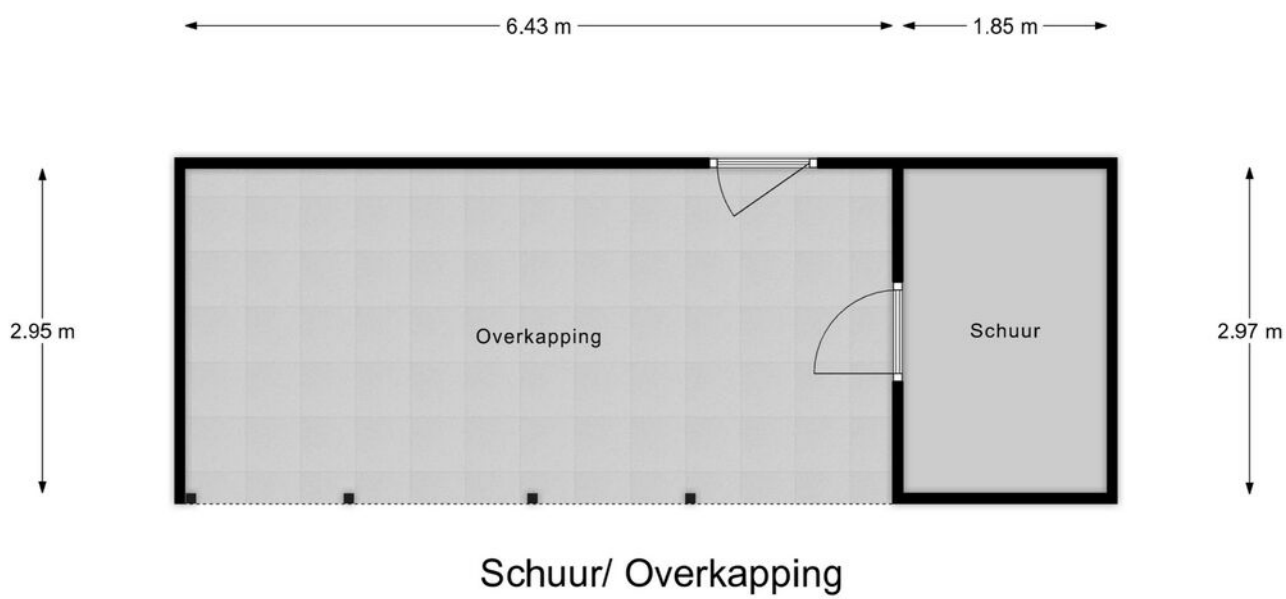 6.43 m
1.85 m
2.95 m
Overkapping
Schuur
2.97 m
Schuur/ Overkapping